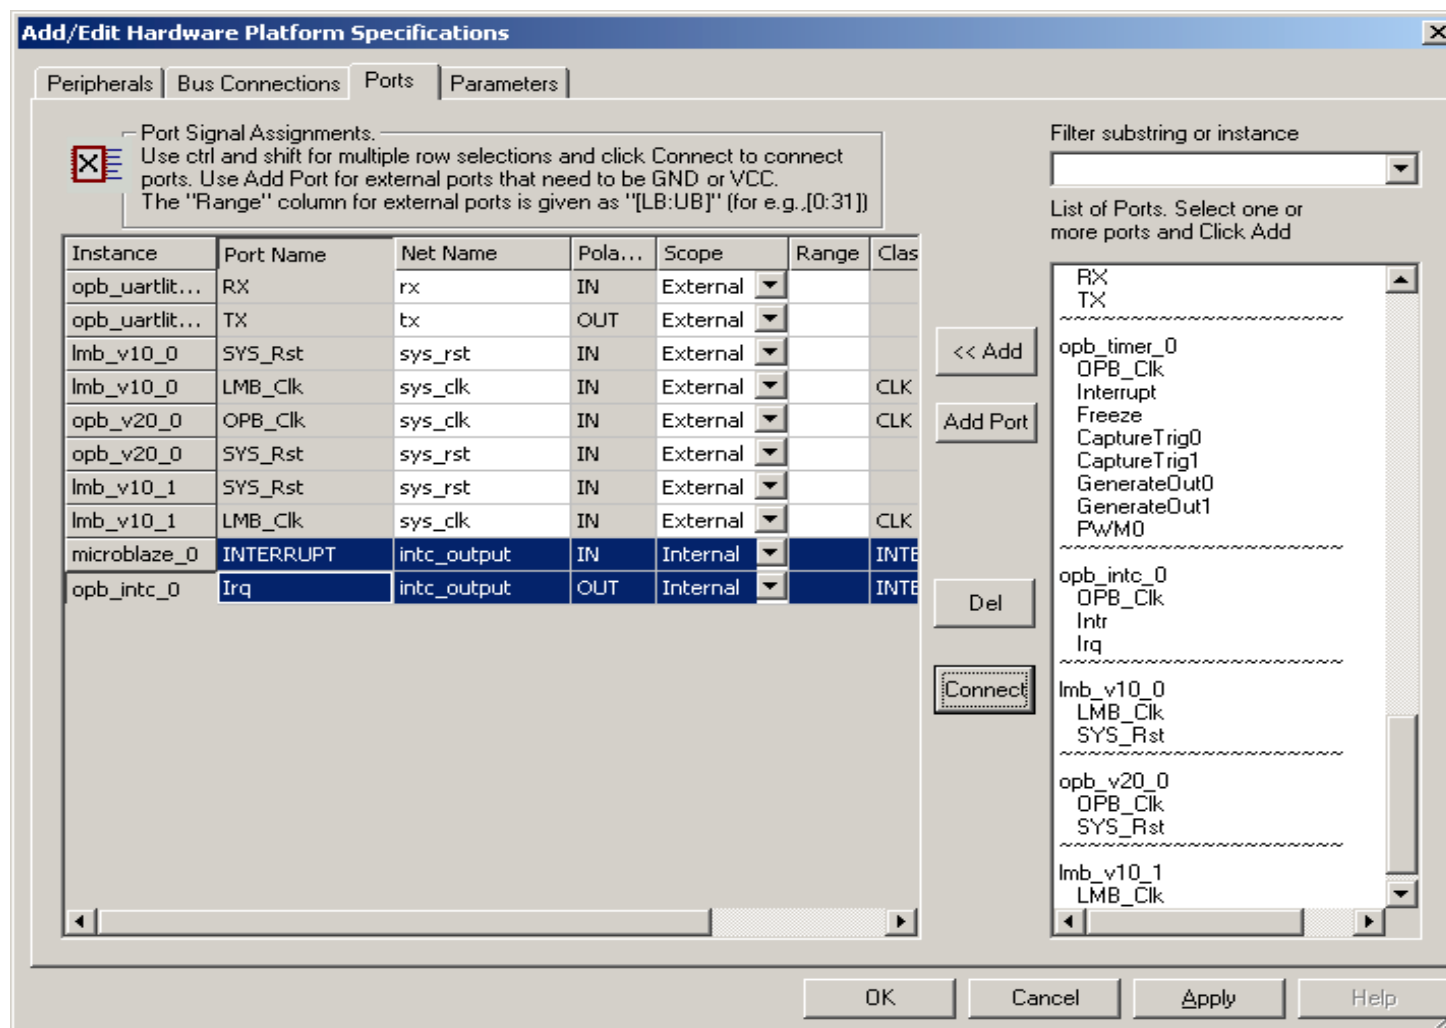 Add/Edit Hardware Platform Specifications
Peripherals Bus Connections Ports Parameters
Port Signal Assignments.
Use ctrl and shift for multiple row selections and click Connect to connect
ports. Use Add Port for external ports that need to be GND or VCC.
The "Range" column for external ports is given as "[LB:UB]" (for e.g.,[0:31])
Instance Port Name Net Name Pola... Scope Range Clas
opb_uartlit... RX rx IN External
opb_uartlit... TX tx OUT External
lmb_v10_0 SYS_Rst sys_rst IN External
lmb_v10_0 LMB_Clk sys_clk IN External CLK
opb_v20_0 OPB_Clk sys_clk IN External CLK
opb_v20_0 SYS_Rst sys_rst IN External
lmb_v10_1 SYS_Rst sys_rst IN External
lmb_v10_1 LMB_Clk sys_clk IN External CLK
microblaze_0 INTERRUPT intc_output IN Internal INTE
opb_intc_0 Irq intc_output OUT Internal INTE
<< Add
Add Port
Del
Connect
Filter substring or instance
List of Ports. Select one or
more ports and Click Add
RX
TX
~~~~~~~~~~~~~~~~~~~~~~~~
opb_timer_0
OPB_Clk
Interrupt
Freeze
CaptureTrig0
CaptureTrig1
GenerateOut0
GenerateOut1
PWM0
~~~~~~~~~~~~~~~~~~~~~~~~
opb_intc_0
OPB_Clk
Intr
Irq
~~~~~~~~~~~~~~~~~~~~~~~~
lmb_v10_0
LMB_Clk
SYS_Rst
~~~~~~~~~~~~~~~~~~~~~~~~
opb_v20_0
OPB_Clk
SYS_Rst
~~~~~~~~~~~~~~~~~~~~~~~~
lmb_v10_1
LMB_Clk
OK Cancel Apply Help